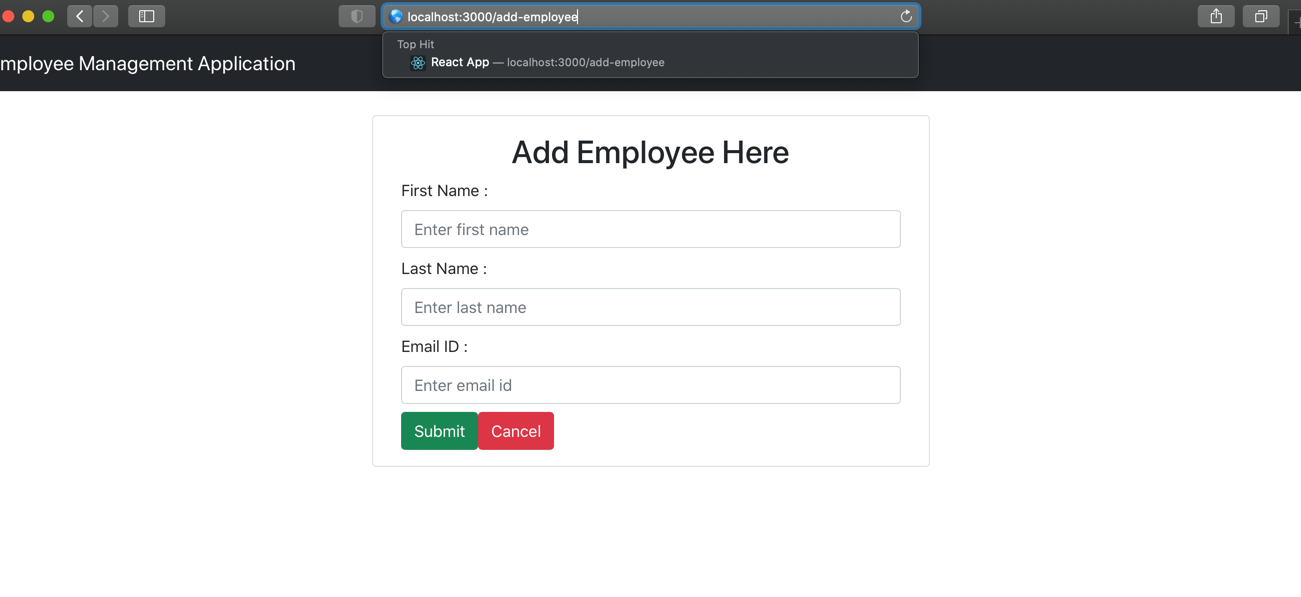 localhost:3000/add-employee
Top Hit
React App — localhost:3000/add-employee
mployee Management Application
Add Employee Here
First Name :
Enter first name
Last Name :
Enter last name
Email ID :
Enter email id
Submit Cancel